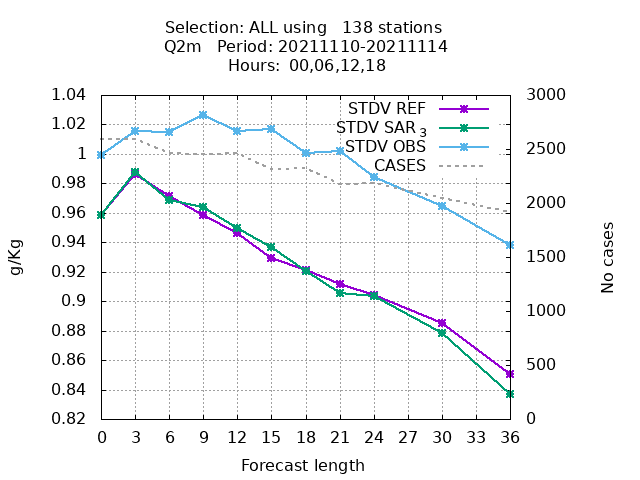 Selection: ALL using   138 stations
Q2m   Period: 20211110-20211114
Hours:  00,06,12,18
STDV REF
STDV SAR 3
STDV OBS
CASES
1.04
1.02
1
0.98
0.96
0.94
0.92
0.9
0.88
0.86
0.84
0.82
g/Kg
3000
2500
2000
1500
1000
500
0
No cases
0 3 6 9 12 15 18 21 24 27 30 33 36
Forecast length